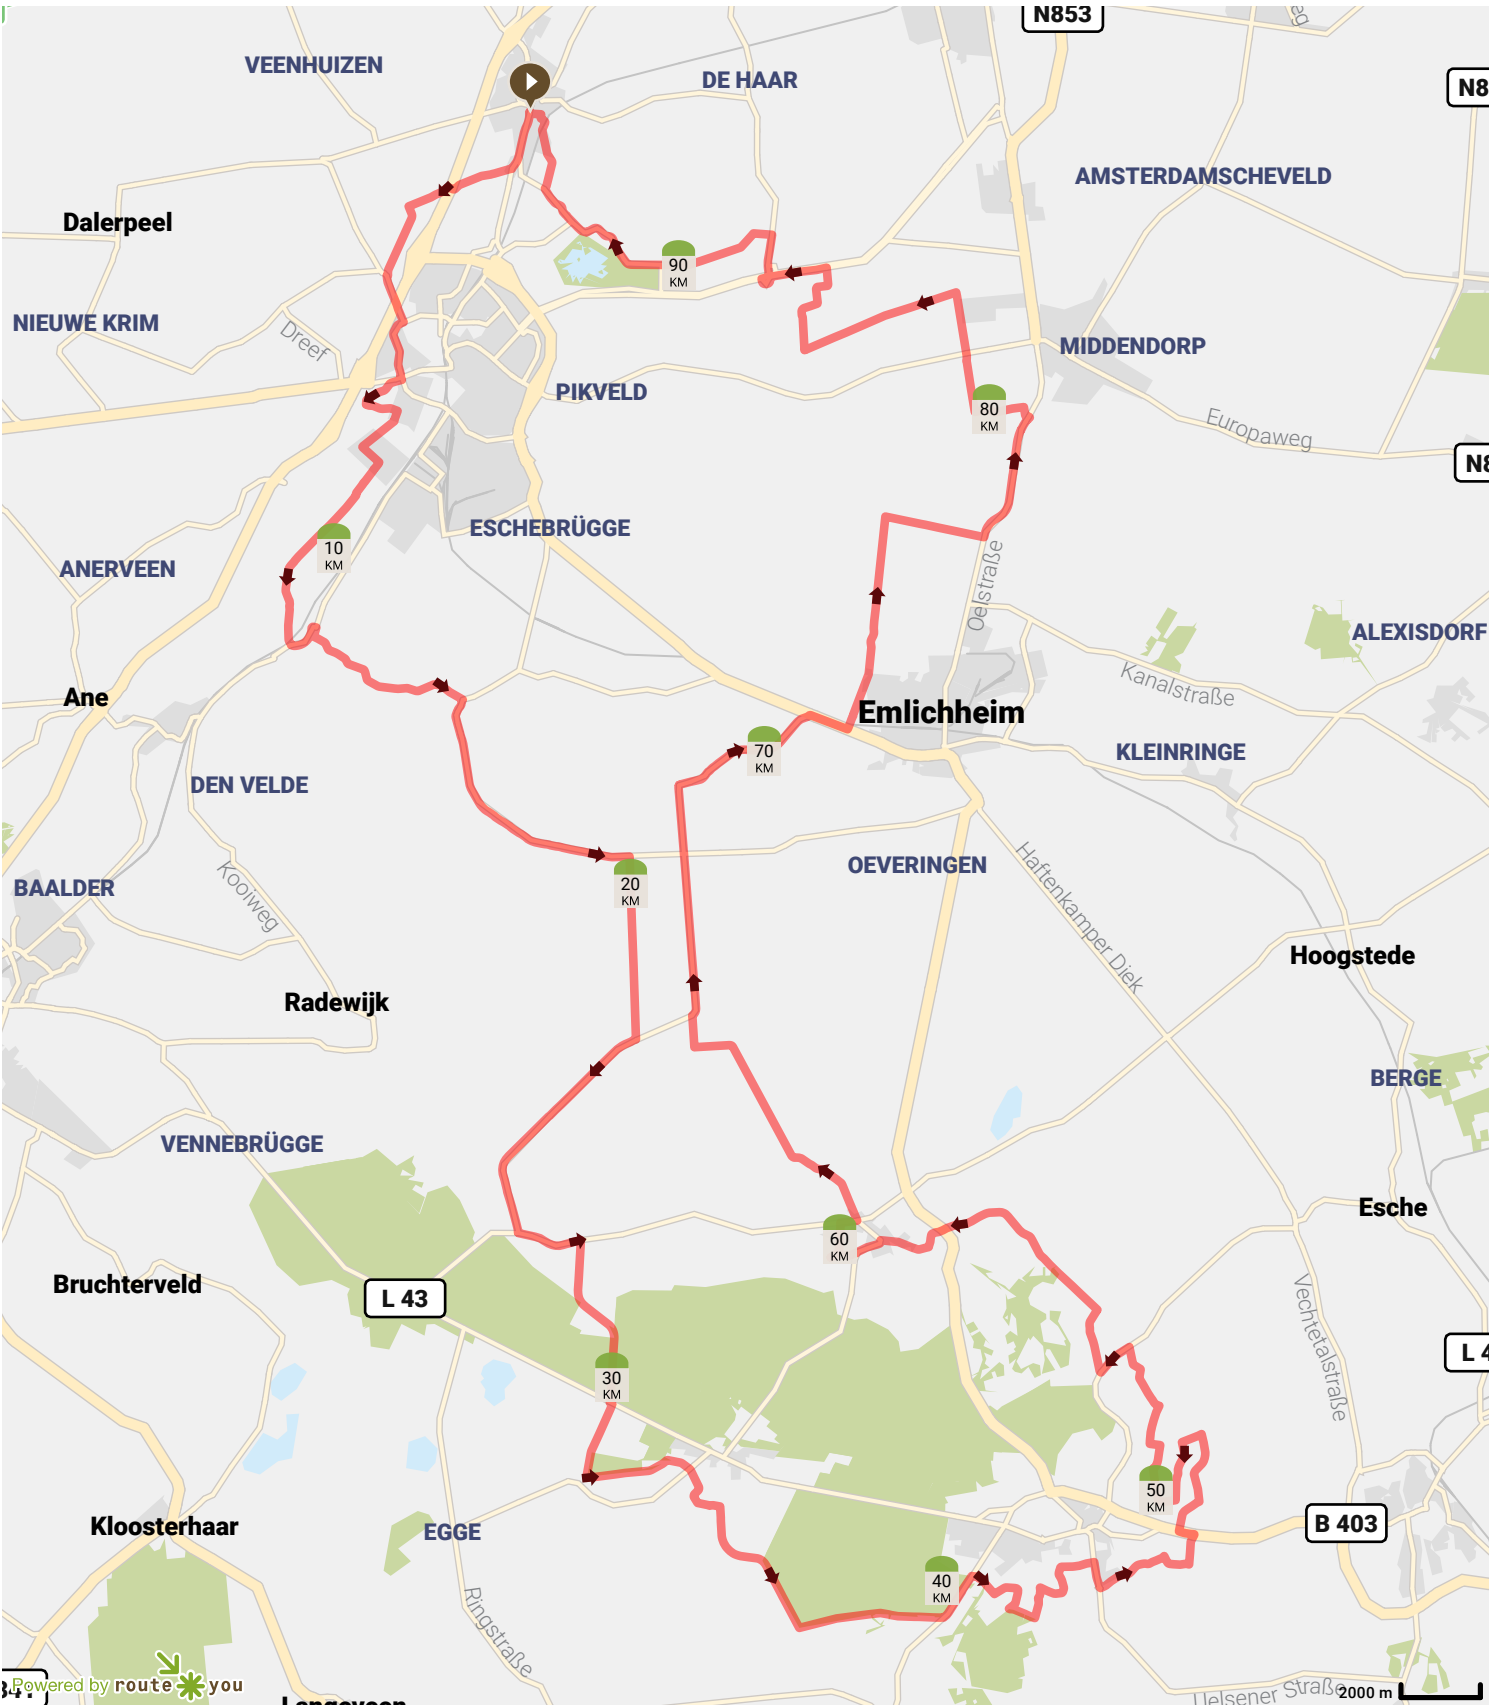 N853
VEENHUIZEN
DE HAAR
N8
AMSTERDAMSCHEVELD
Dalerpeel
90
KM
NIEUWE KRIM
Dreef
MIDDENDORP
PIKVELD
80
KM
Europaweg
N8
ESCHEBRÜGGE
10
KM
ANERVEEN
Oelstraße
ALEXISDORF
Kanalstraße
Ane
Emlichheim
70
KM
KLEINRINGE
DEN VELDE
OEVERINGEN
Haftenkamper Diek
BAALDER
Kooiweg
20
KM
Hoogstede
Radewijk
BERGE
VENNEBRÜGGE
Esche
60
KM
Bruchterveld
L 43
Vechtetalstraße
L 4
30
KM
50
KM
Kloosterhaar
EGGE
B 403
40
KM
Ringstraße
Powered by routeyou
Uelsener Straße
2000 m